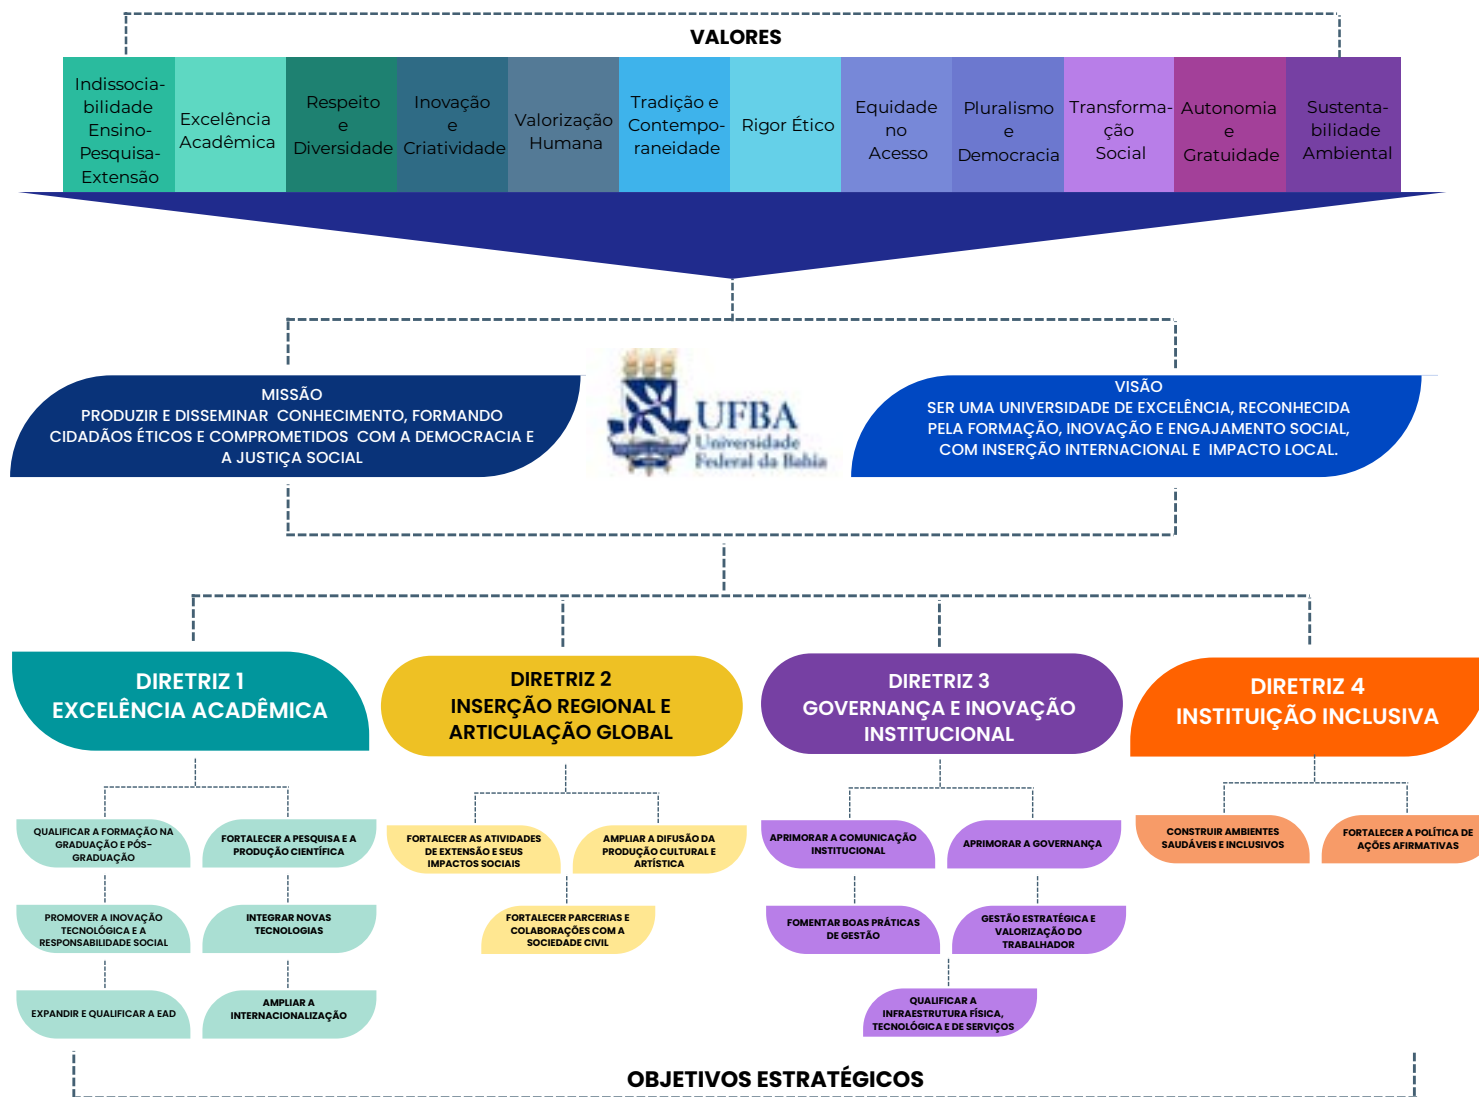 VALORES
Indissocia-
bilidade
Ensino-
Pesquisa-
Extensão
Excelência
Acadêmica
Respeito
e
Diversidade
Inovação
e
Criatividade
Valorização
Humana
Tradição e
Contempo-
raneidade
Rigor Ético
Equidade
no
Acesso
Pluralismo
e
Democracia
Transforma-
ção
Social
Autonomia
e
Gratuidade
Sustenta-
bilidade
Ambiental
MISSÃO
PRODUZIR E DISSEMINAR CONHECIMENTO, FORMANDO
CIDADÃOS ÉTICOS E COMPROMETIDOS COM A DEMOCRACIA E
A JUSTIÇA SOCIAL
UFBA
Universidade
Federal da Bahia
VISÃO
SER UMA UNIVERSIDADE DE EXCELÊNCIA, RECONHECIDA
PELA FORMAÇÃO, INOVAÇÃO E ENGAJAMENTO SOCIAL,
COM INSERÇÃO INTERNACIONAL E IMPACTO LOCAL.
DIRETRIZ 1
EXCELÊNCIA ACADÊMICA
DIRETRIZ 2
INSERÇÃO REGIONAL E
ARTICULAÇÃO GLOBAL
DIRETRIZ 3
GOVERNANÇA E INOVAÇÃO
INSTITUCIONAL
DIRETRIZ 4
INSTITUIÇÃO INCLUSIVA
QUALIFICAR A FORMAÇÃO NA
GRADUAÇÃO E PÓS-
GRADUAÇÃO
FORTALECER A PESQUISA E A
PRODUÇÃO CIENTÍFICA
PROMOVER A INOVAÇÃO
TECNOLÓGICA E A
RESPONSABILIDADE SOCIAL
INTEGRAR NOVAS
TECNOLOGIAS
EXPANDIR E QUALIFICAR A EAD
AMPLIAR A
INTERNACIONALIZAÇÃO
FORTALECER AS ATIVIDADES
DE EXTENSÃO E SEUS
IMPACTOS SOCIAIS
AMPLIAR A DIFUSÃO DA
PRODUÇÃO CULTURAL E
ARTÍSTICA
FORTALECER PARCERIAS E
COLABORAÇÕES COM A
SOCIEDADE CIVIL
APRIMORAR A COMUNICAÇÃO
INSTITUCIONAL
APRIMORAR A GOVERNANÇA
FOMENTAR BOAS PRÁTICAS
DE GESTÃO
GESTÃO ESTRATÉGICA E
VALORIZAÇÃO DO
TRABALHADOR
QUALIFICAR A
INFRAESTRUTURA FÍSICA,
TECNOLÓGICA E DE SERVIÇOS
CONSTRUIR AMBIENTES
SAUDÁVEIS E INCLUSIVOS
FORTALECER A POLÍTICA DE
AÇÕES AFIRMATIVAS
OBJETIVOS ESTRATÉGICOS